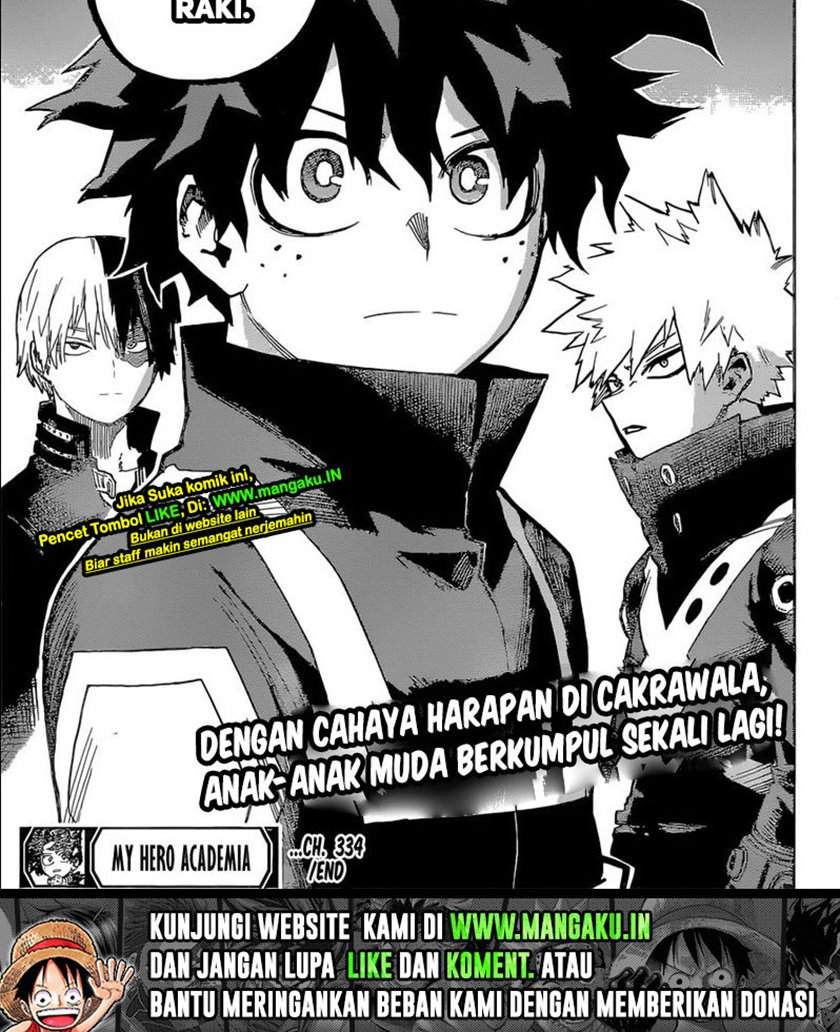 RAKI.
Jika Suka komik ini,
Pencet Tombol LIKE, Di: WWW.mangaku.IN
Bukan di website lain
Biar staff makin semangat nerjemahin
DENGAN CAHAYA HARAPAN DI CAKRAWALA,
ANAK-ANAK MUDA BERKUMPUL SEKALI LAGI!
MY HERO ACADEMIA
...CH. 334
/END
KUNJUNGI WEBSITE KAMI DI WWW.MANGAKU.IN
DAN JANGAN LUPA LIKE DAN KOMENT. ATAU
BANTU MERINGANKAN BEBAN KAMI DENGAN MEMBERIKAN DONASI